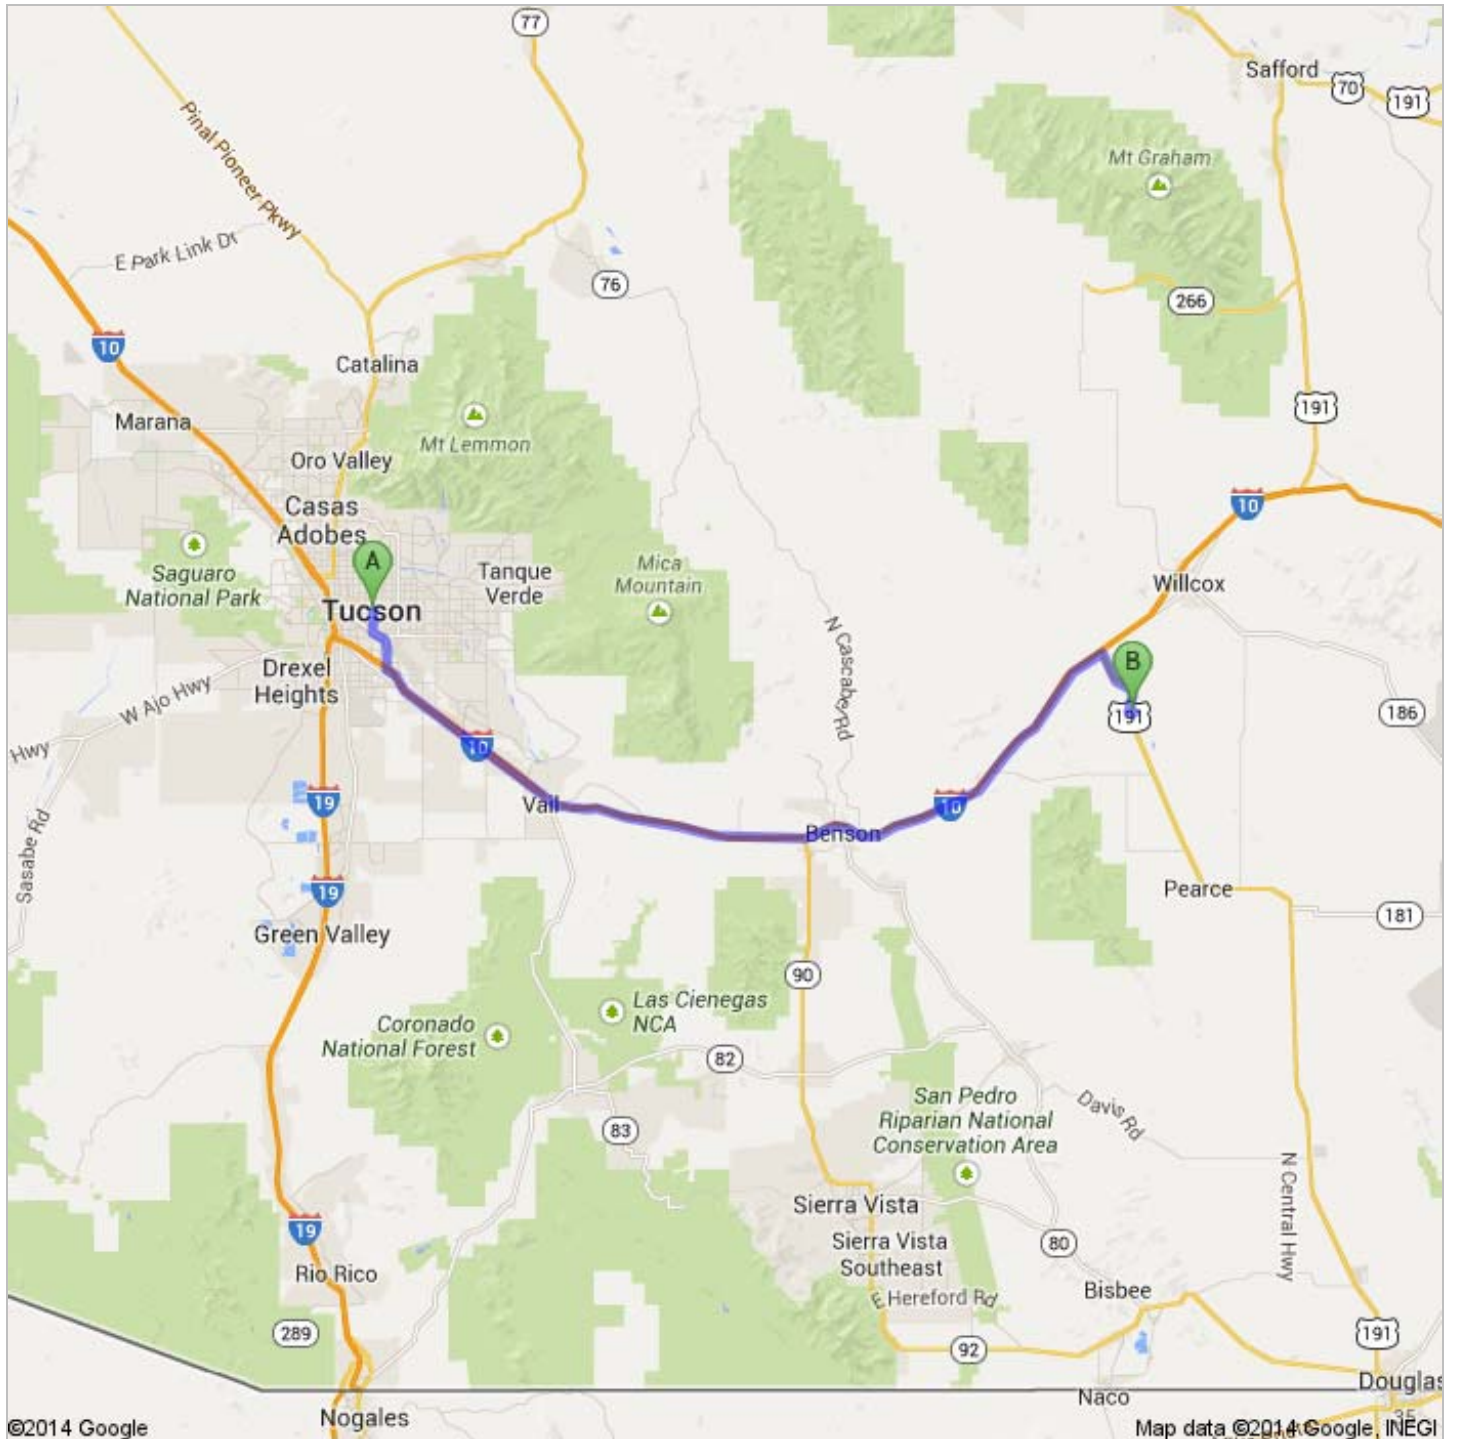 77
Safford
70
191
Pinal Pioneer Pkwy
Mt Graham
E Park Link Dr
76
266
10
Catalina
Marana
191
Mt Lemmon
Oro Valley
10
Casas
Adobes
A
Saguaro
National Park
Tanque
Verde
Mica
Mountain
Willcox
Tucson
N Cascabel Rd
Drexel
Heights
B
W Ajo Hwy
191
186
Hwy
10
19
Vail
10
Benson
Sasabe Rd
19
Pearce
181
Green Valley
90
Las Cienegas
NCA
Coronado
National Forest
82
San Pedro
Riparian National
Conservation Area
Davis Rd
83
N Central Hwy
Sierra Vista
19
Sierra Vista
Southeast
80
Rio Rico
E Hereford Rd
Bisbee
289
92
191
Douglas
Naco
Nogales
©2014 Google
Map data ©2014 Google, INEGI